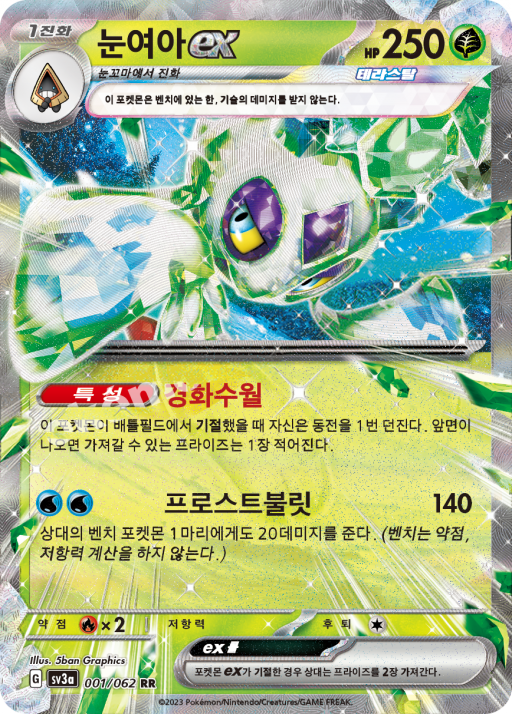 1진화
눈여아ex
HP250
눈꼬마에서 진화
테라스탈
이 포켓몬은 벤치에 있는 한, 기술의 데미지를 받지 않는다.
특성 경화수월
이 포켓몬이 배틀필드에서 기절했을 때 자신은 동전을 1번 던진다. 앞면이
나오면 가져갈 수 있는 프라이즈는 1장 적어진다.
프로스트불릿 140
상대의 벤치 포켓몬 1마리에게도 20데미지를 준다. (벤치는 약점,
저항력 계산을 하지 않는다.)
약점 ×2 저항력 후퇴
Illus. 5ban Graphics
G sv3a 001/062 RR
ex룰
포켓몬 ex가 기절한 경우 상대는 프라이즈를 2장 가져간다.
©2023 Pokémon/Nintendo/Creatures/GAME FREAK.